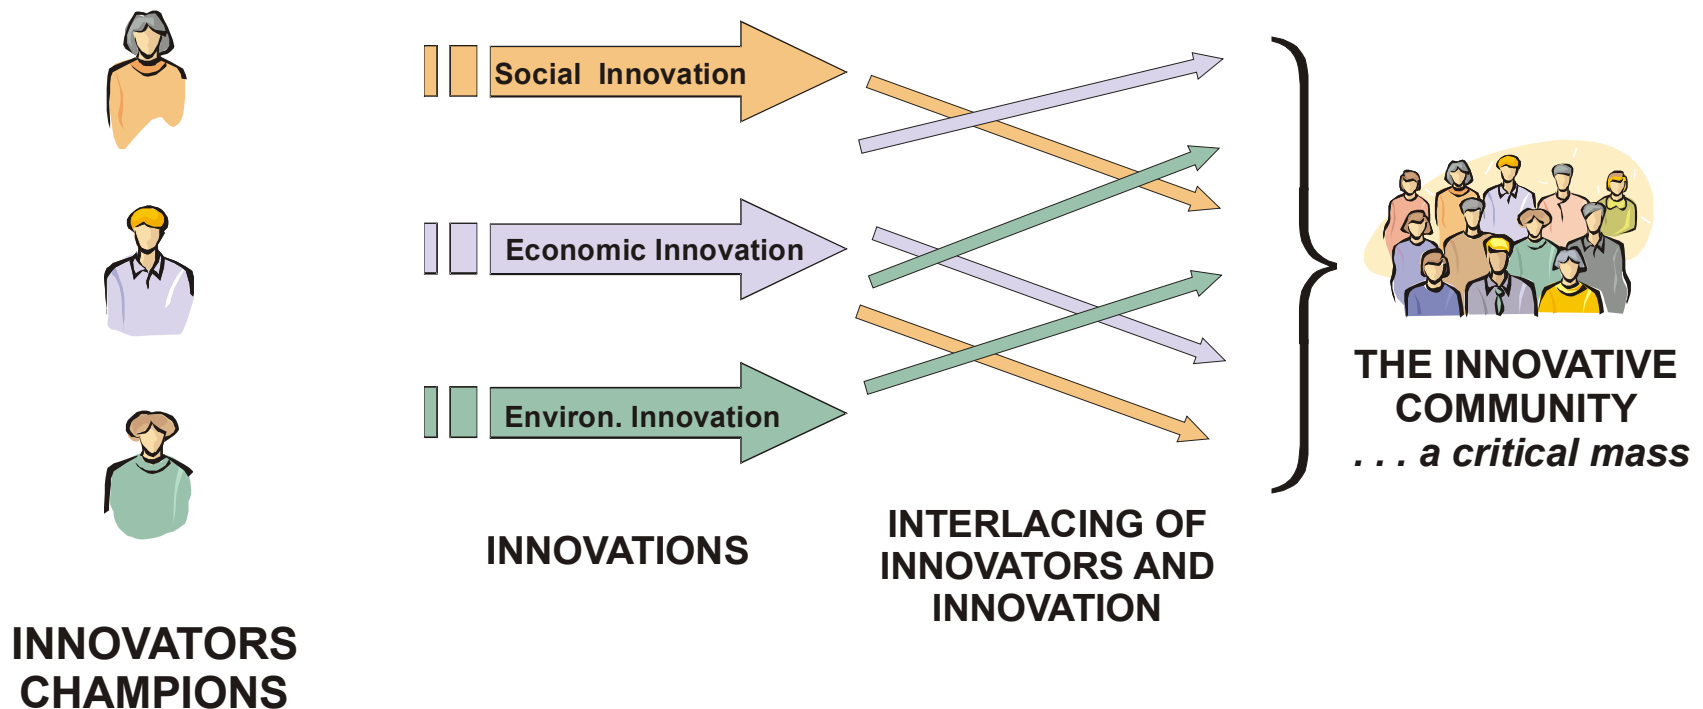 Social  Innovation
Economic Innovation
Environ. Innovation
INNOVATORS
CHAMPIONS
INNOVATIONS
INTERLACING OF
INNOVATORS AND
INNOVATION
THE INNOVATIVE
COMMUNITY
. . . a critical mass